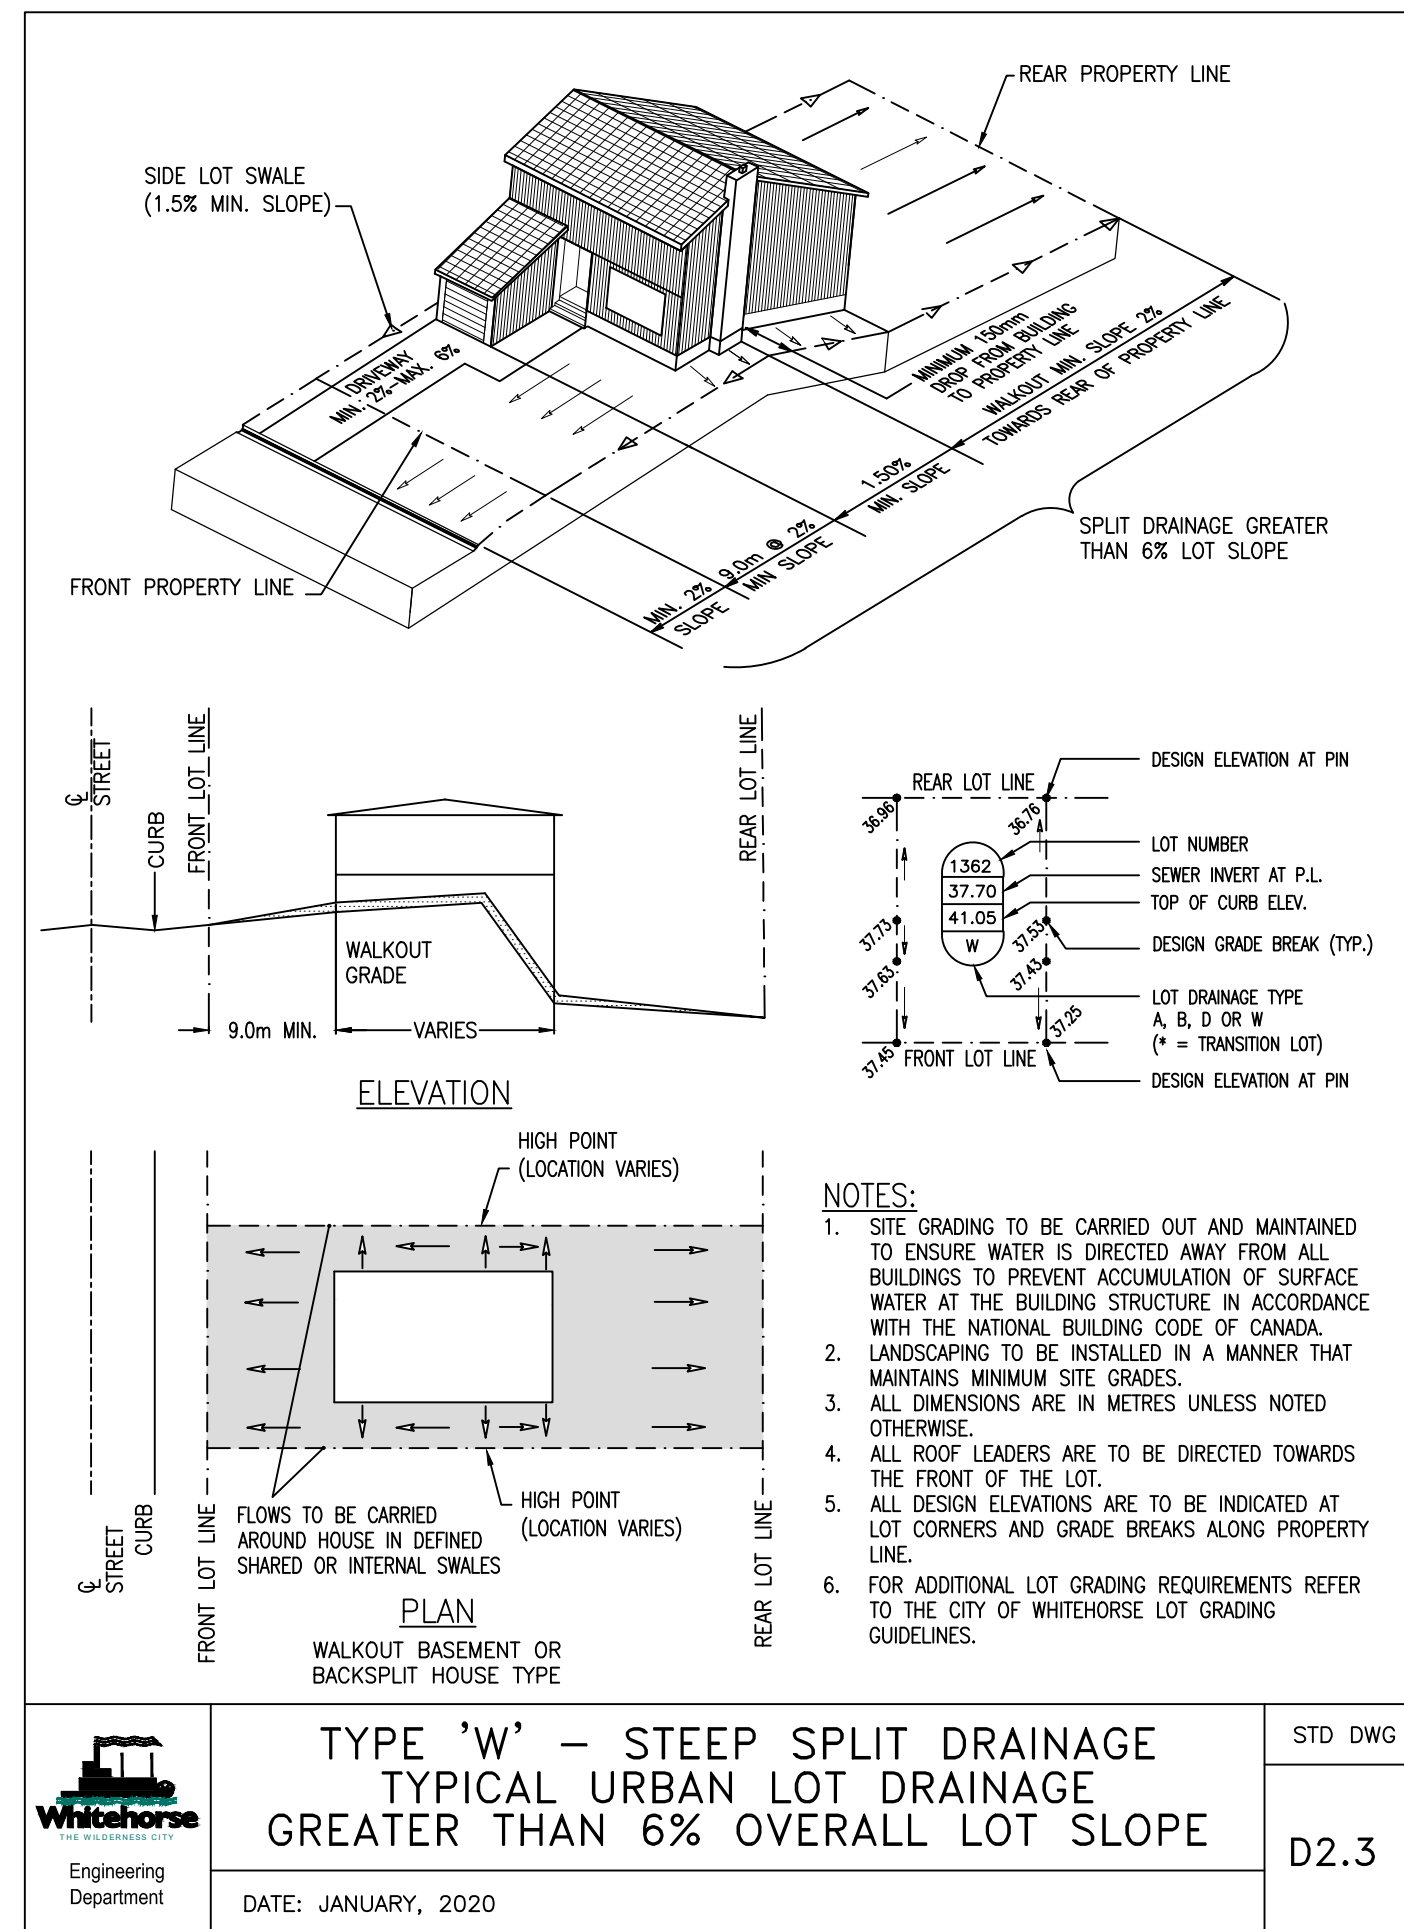 REAR PROPERTY LINE
SIDE LOT SWALE
(1.5% MIN. SLOPE)
DRIVEWAY
MIN. 2%-MAX. 6%
MINIMUM 150mm
DROP FROM BUILDING
TO PROPERTY LINE
WALKOUT MIN. SLOPE 2%
TOWARDS REAR OF PROPERTY LINE
1.50%
MIN. SLOPE
9.0m @ 2%
MIN SLOPE
MIN. 2%
SLOPE
SPLIT DRAINAGE GREATER
THAN 6% LOT SLOPE
FRONT PROPERTY LINE
℄
STREET
CURB
FRONT LOT LINE
REAR LOT LINE
WALKOUT
GRADE
9.0m MIN.
VARIES
ELEVATION
REAR LOT LINE
36.96
36.76
1362
37.70
41.05
W
37.73
37.63
37.53
37.43
37.45
37.25
FRONT LOT LINE
DESIGN ELEVATION AT PIN
LOT NUMBER
SEWER INVERT AT P.L.
TOP OF CURB ELEV.
DESIGN GRADE BREAK (TYP.)
LOT DRAINAGE TYPE
A, B, D OR W
(* = TRANSITION LOT)
DESIGN ELEVATION AT PIN
HIGH POINT
(LOCATION VARIES)
HIGH POINT
(LOCATION VARIES)
FLOWS TO BE CARRIED
AROUND HOUSE IN DEFINED
SHARED OR INTERNAL SWALES
℄
STREET
CURB
FRONT LOT LINE
REAR LOT LINE
PLAN
WALKOUT BASEMENT OR
BACKSPLIT HOUSE TYPE
NOTES:
1. SITE GRADING TO BE CARRIED OUT AND MAINTAINED
TO ENSURE WATER IS DIRECTED AWAY FROM ALL
BUILDINGS TO PREVENT ACCUMULATION OF SURFACE
WATER AT THE BUILDING STRUCTURE IN ACCORDANCE
WITH THE NATIONAL BUILDING CODE OF CANADA.
2. LANDSCAPING TO BE INSTALLED IN A MANNER THAT
MAINTAINS MINIMUM SITE GRADES.
3. ALL DIMENSIONS ARE IN METRES UNLESS NOTED
OTHERWISE.
4. ALL ROOF LEADERS ARE TO BE DIRECTED TOWARDS
THE FRONT OF THE LOT.
5. ALL DESIGN ELEVATIONS ARE TO BE INDICATED AT
LOT CORNERS AND GRADE BREAKS ALONG PROPERTY
LINE.
6. FOR ADDITIONAL LOT GRADING REQUIREMENTS REFER
TO THE CITY OF WHITEHORSE LOT GRADING
GUIDELINES.
Whitehorse
THE WILDERNESS CITY
Engineering
Department
TYPE 'W' – STEEP SPLIT DRAINAGE
TYPICAL URBAN LOT DRAINAGE
GREATER THAN 6% OVERALL LOT SLOPE
DATE: JANUARY, 2020
STD DWG
D2.3